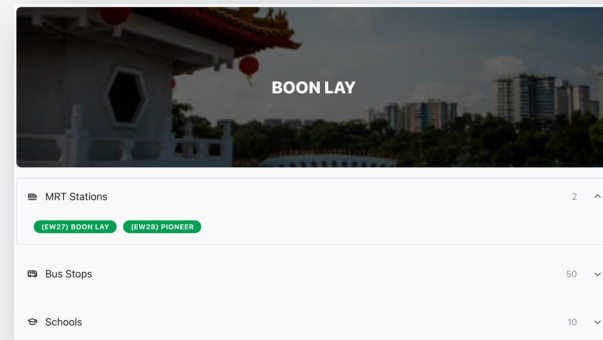 BOON LAY
MRT Stations 2
(EW27) BOON LAY (EW28) PIONEER
Bus Stops 50
Schools 10